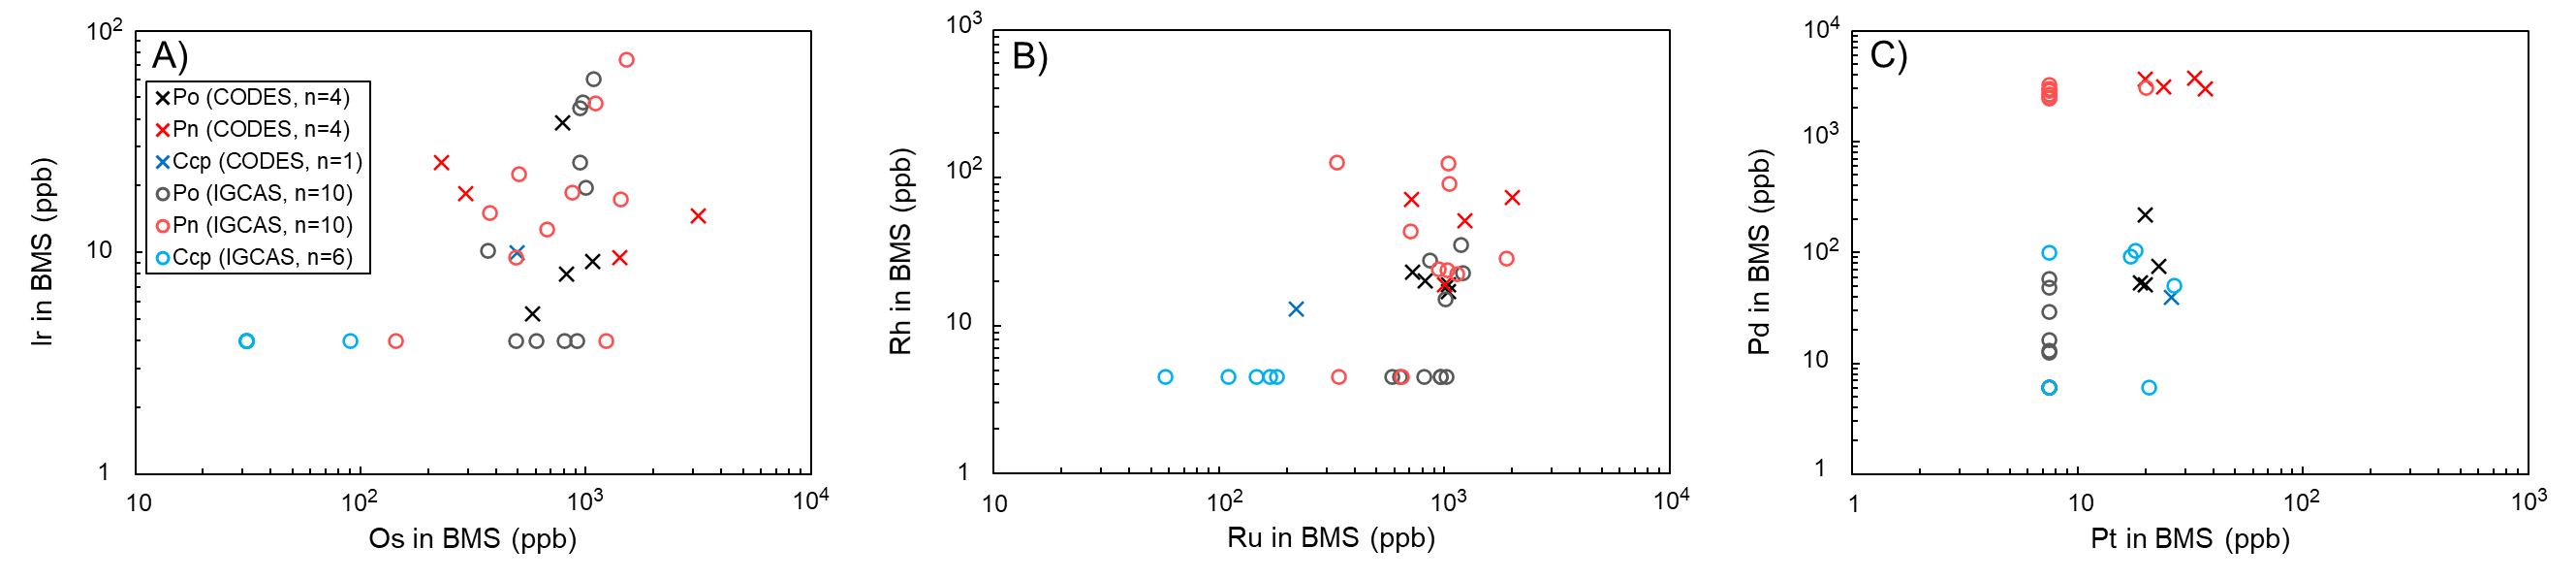 A)
10²
10
1
Ir in BMS (ppb)
Po (CODES, n=4)
Pn (CODES, n=4)
Ccp (CODES, n=1)
Po (IGCAS, n=10)
Pn (IGCAS, n=10)
Ccp (IGCAS, n=6)
10 10² 10³ 10⁴
Os in BMS (ppb)
B)
10³
10²
10
1
Rh in BMS (ppb)
10 10² 10³ 10⁴
Ru in BMS (ppb)
C)
10⁴
10³
10²
10
1
Pd in BMS (ppb)
1 10 10² 10³
Pt in BMS (ppb)